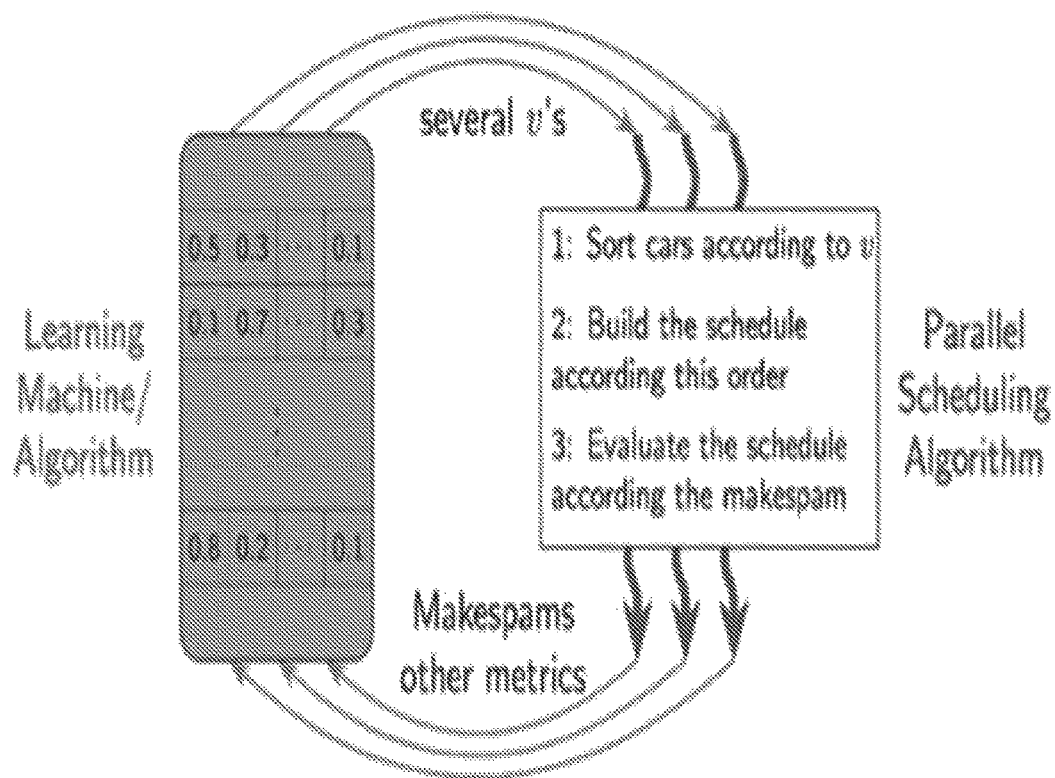 several v's
0.5 0.3 0.1
0.7 0.3
0.8 0.2 0.1
Learning
Machine/
Algorithm
1: Sort cars according to v
2: Build the schedule
according this order
3: Evaluate the schedule
according the makespam
Parallel
Scheduling
Algorithm
Makespams
other metrics